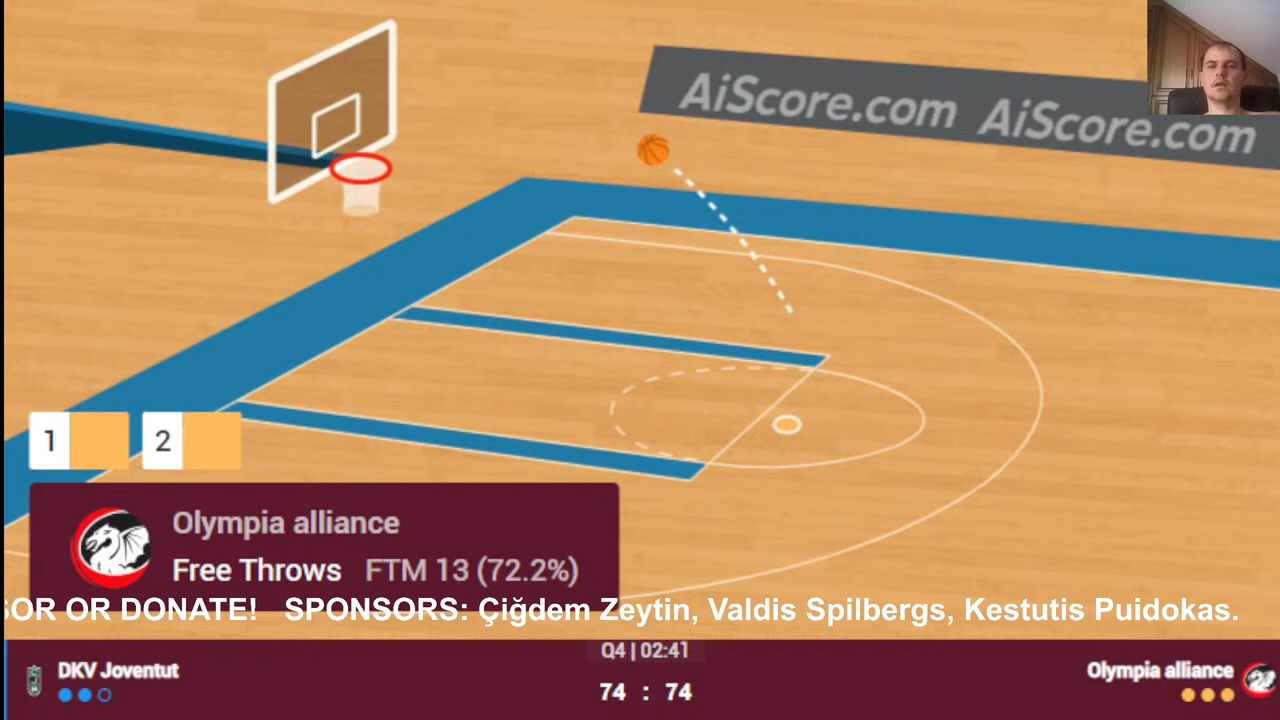 AiScore.com AiScore.com
1 2
Olympia alliance
Free Throws FTM 13 (72.2%)
SOR OR DONATE! SPONSORS: Çiğdem Zeytin, Valdis Spilbergs, Kestutis Puidokas.
Q4 | 02:41
DKV Joventut
74 : 74
Olympia alliance